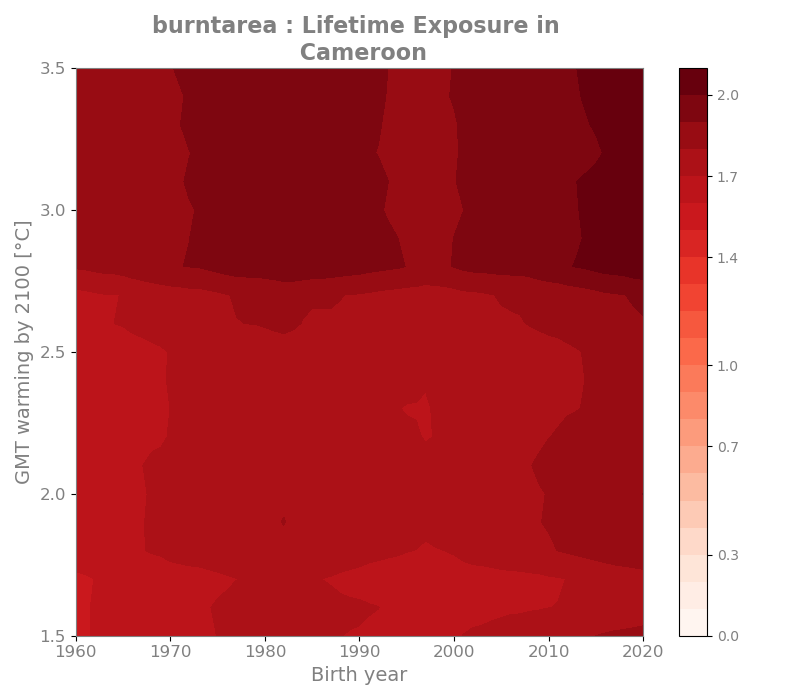 burntarea : Lifetime Exposure in
Cameroon
GMT warming by 2100 [°C]
3.5
3.0
2.5
2.0
1.5
1960 1970 1980 1990 2000 2010 2020
Birth year
2.0
1.7
1.4
1.0
0.7
0.3
0.0